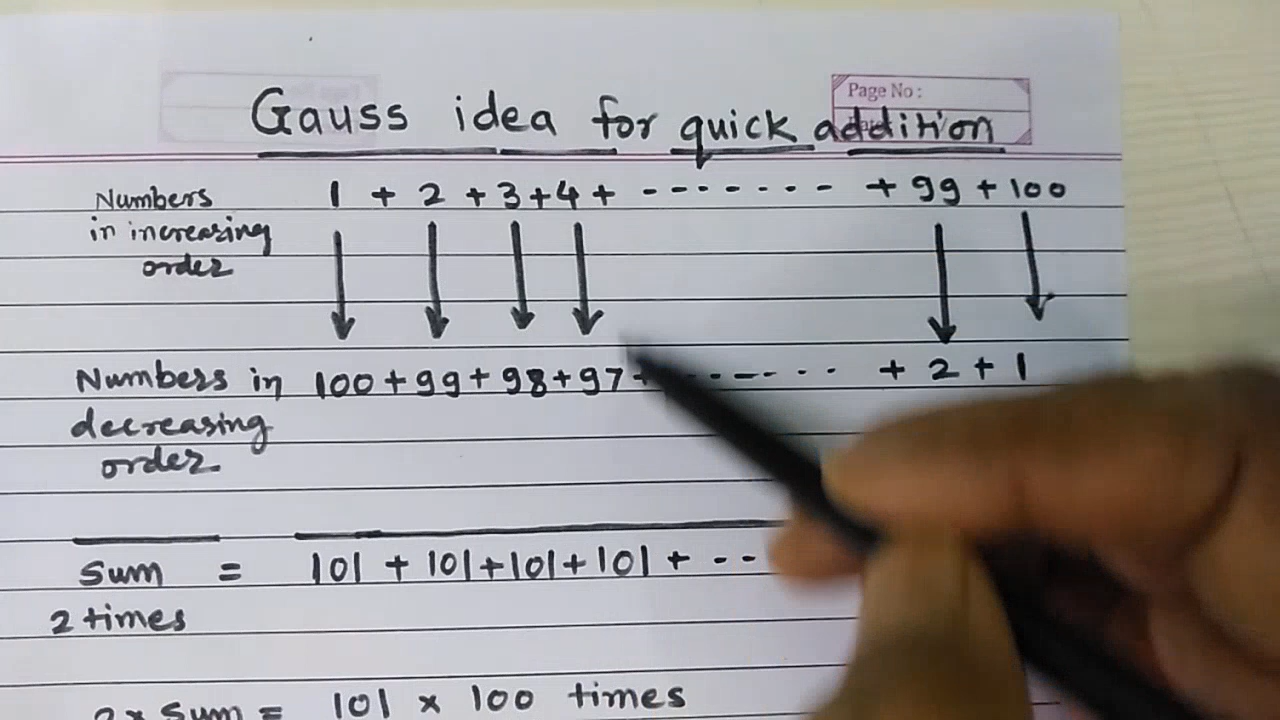 Page No :
Gauss idea for quick addition
Numbers 1 + 2 + 3 + 4 + -------- + 99 + 100
in increasing
order
Numbers in 100 + 99 + 98 + 97 + ------ + 2 + 1
decreasing
order
Sum = 101 + 101 + 101 + 101 + --
2 times
2 x Sum = 101 x 100 times